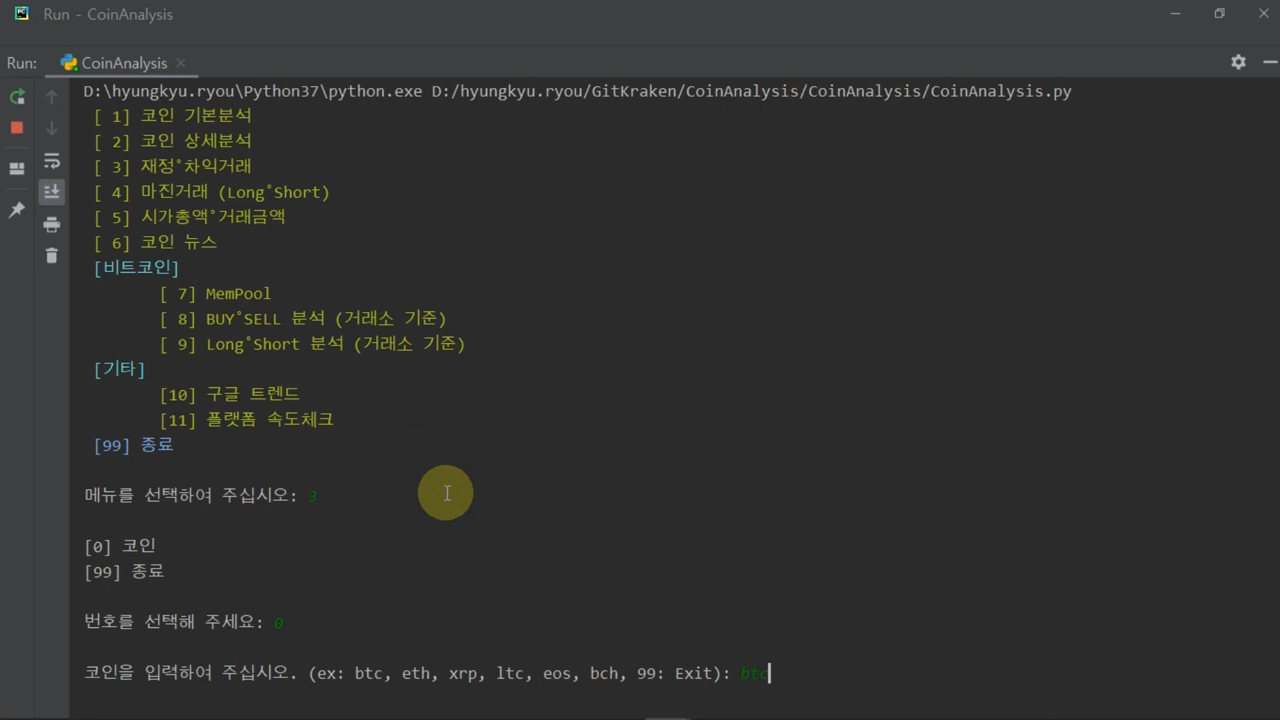 Run - CoinAnalysis
Run: CoinAnalysis
D:\hyungkyu.ryou\Python37\python.exe D:/hyungkyu.ryou/GitKraken/CoinAnalysis/CoinAnalysis/CoinAnalysis.py
[ 1] 코인 기본분석
[ 2] 코인 상세분석
[ 3] 재정˚차익거래
[ 4] 마진거래 (Long˚Short)
[ 5] 시가총액˚거래금액
[ 6] 코인 뉴스
[비트코인]
[ 7] MemPool
[ 8] BUY˚SELL 분석 (거래소 기준)
[ 9] Long˚Short 분석 (거래소 기준)
[기타]
[10] 구글 트렌드
[11] 플랫폼 속도체크
[99] 종료
메뉴를 선택하여 주십시오: 3
[0] 코인
[99] 종료
번호를 선택해 주세요: 0
코인을 입력하여 주십시오. (ex: btc, eth, xrp, ltc, eos, bch, 99: Exit): btc